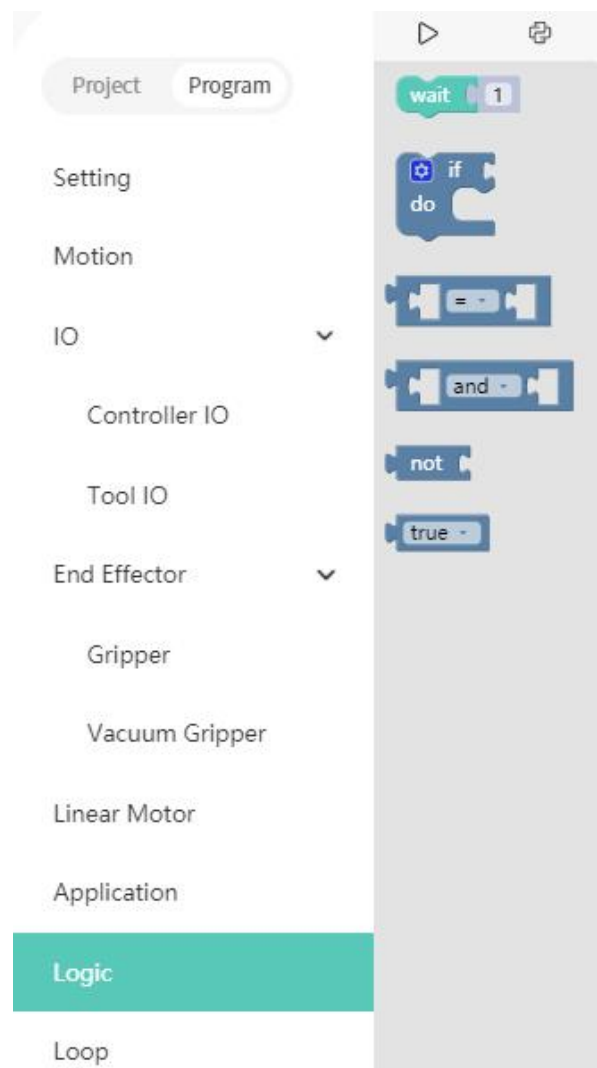 Project Program
Setting
Motion
IO
Controller IO
Tool IO
End Effector
Gripper
Vacuum Gripper
Linear Motor
Application
Logic
Loop
wait 1
if
do
=
and
not
true